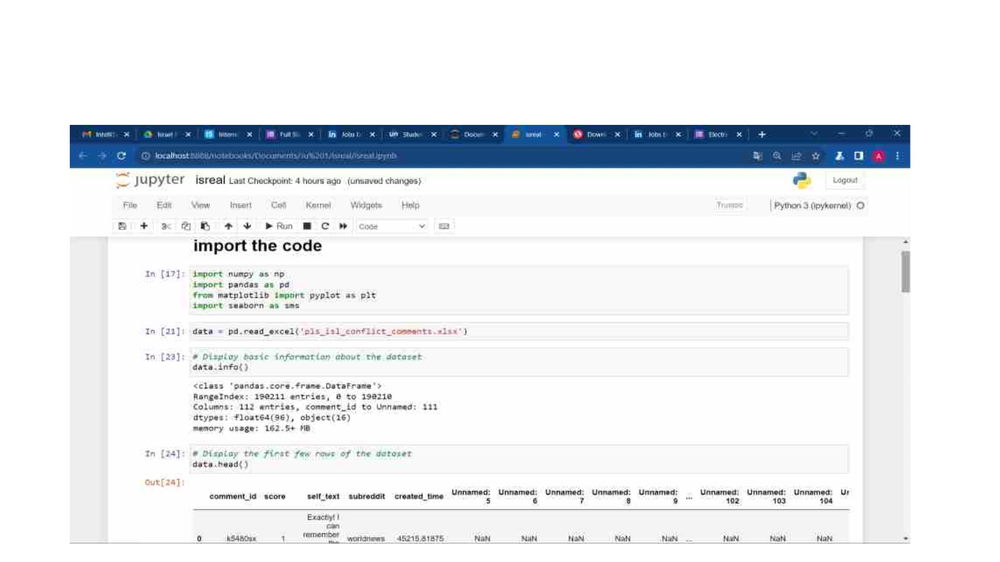 Intelli
Israel
Intern
Full St
Jobs
un Stude
Docum
isreal
Down
Jobs
Electr
localhost:8888/notebooks/Documents/iu%201/isreal/isreal.ipynb
A
jupyter isreal Last Checkpoint: 4 hours ago (unsaved changes)
Logout
File Edit View Insert Cell Kernel Widgets Help
Trusted
Python 3 (ipykernel)
Run
Code
import the code
In [17]: import numpy as np
import pandas as pd
from matplotlib import pyplot as plt
import seaborn as sms
In [21]: data = pd.read_excel('pls_isl_conflict_comments.xlsx')
In [23]: # Display basic information about the dataset
data.info()
<class 'pandas.core.frame.DataFrame'>
RangeIndex: 190211 entries, 0 to 190210
Columns: 112 entries, comment_id to Unnamed: 111
dtypes: float64(96), object(16)
memory usage: 162.5+ MB
In [24]: # Display the first few rows of the dataset
data.head()
Out[24]:
comment_id score self_text subreddit created_time Unnamed: 5 Unnamed: 6 Unnamed: 7 Unnamed: 8 Unnamed: 9 ... Unnamed: 102 Unnamed: 103 Unnamed: 104 Ur
Exactly! I
can
remember
0 k5480sx 1 worldnews 45215.81875 NaN NaN NaN NaN NaN ... NaN NaN NaN